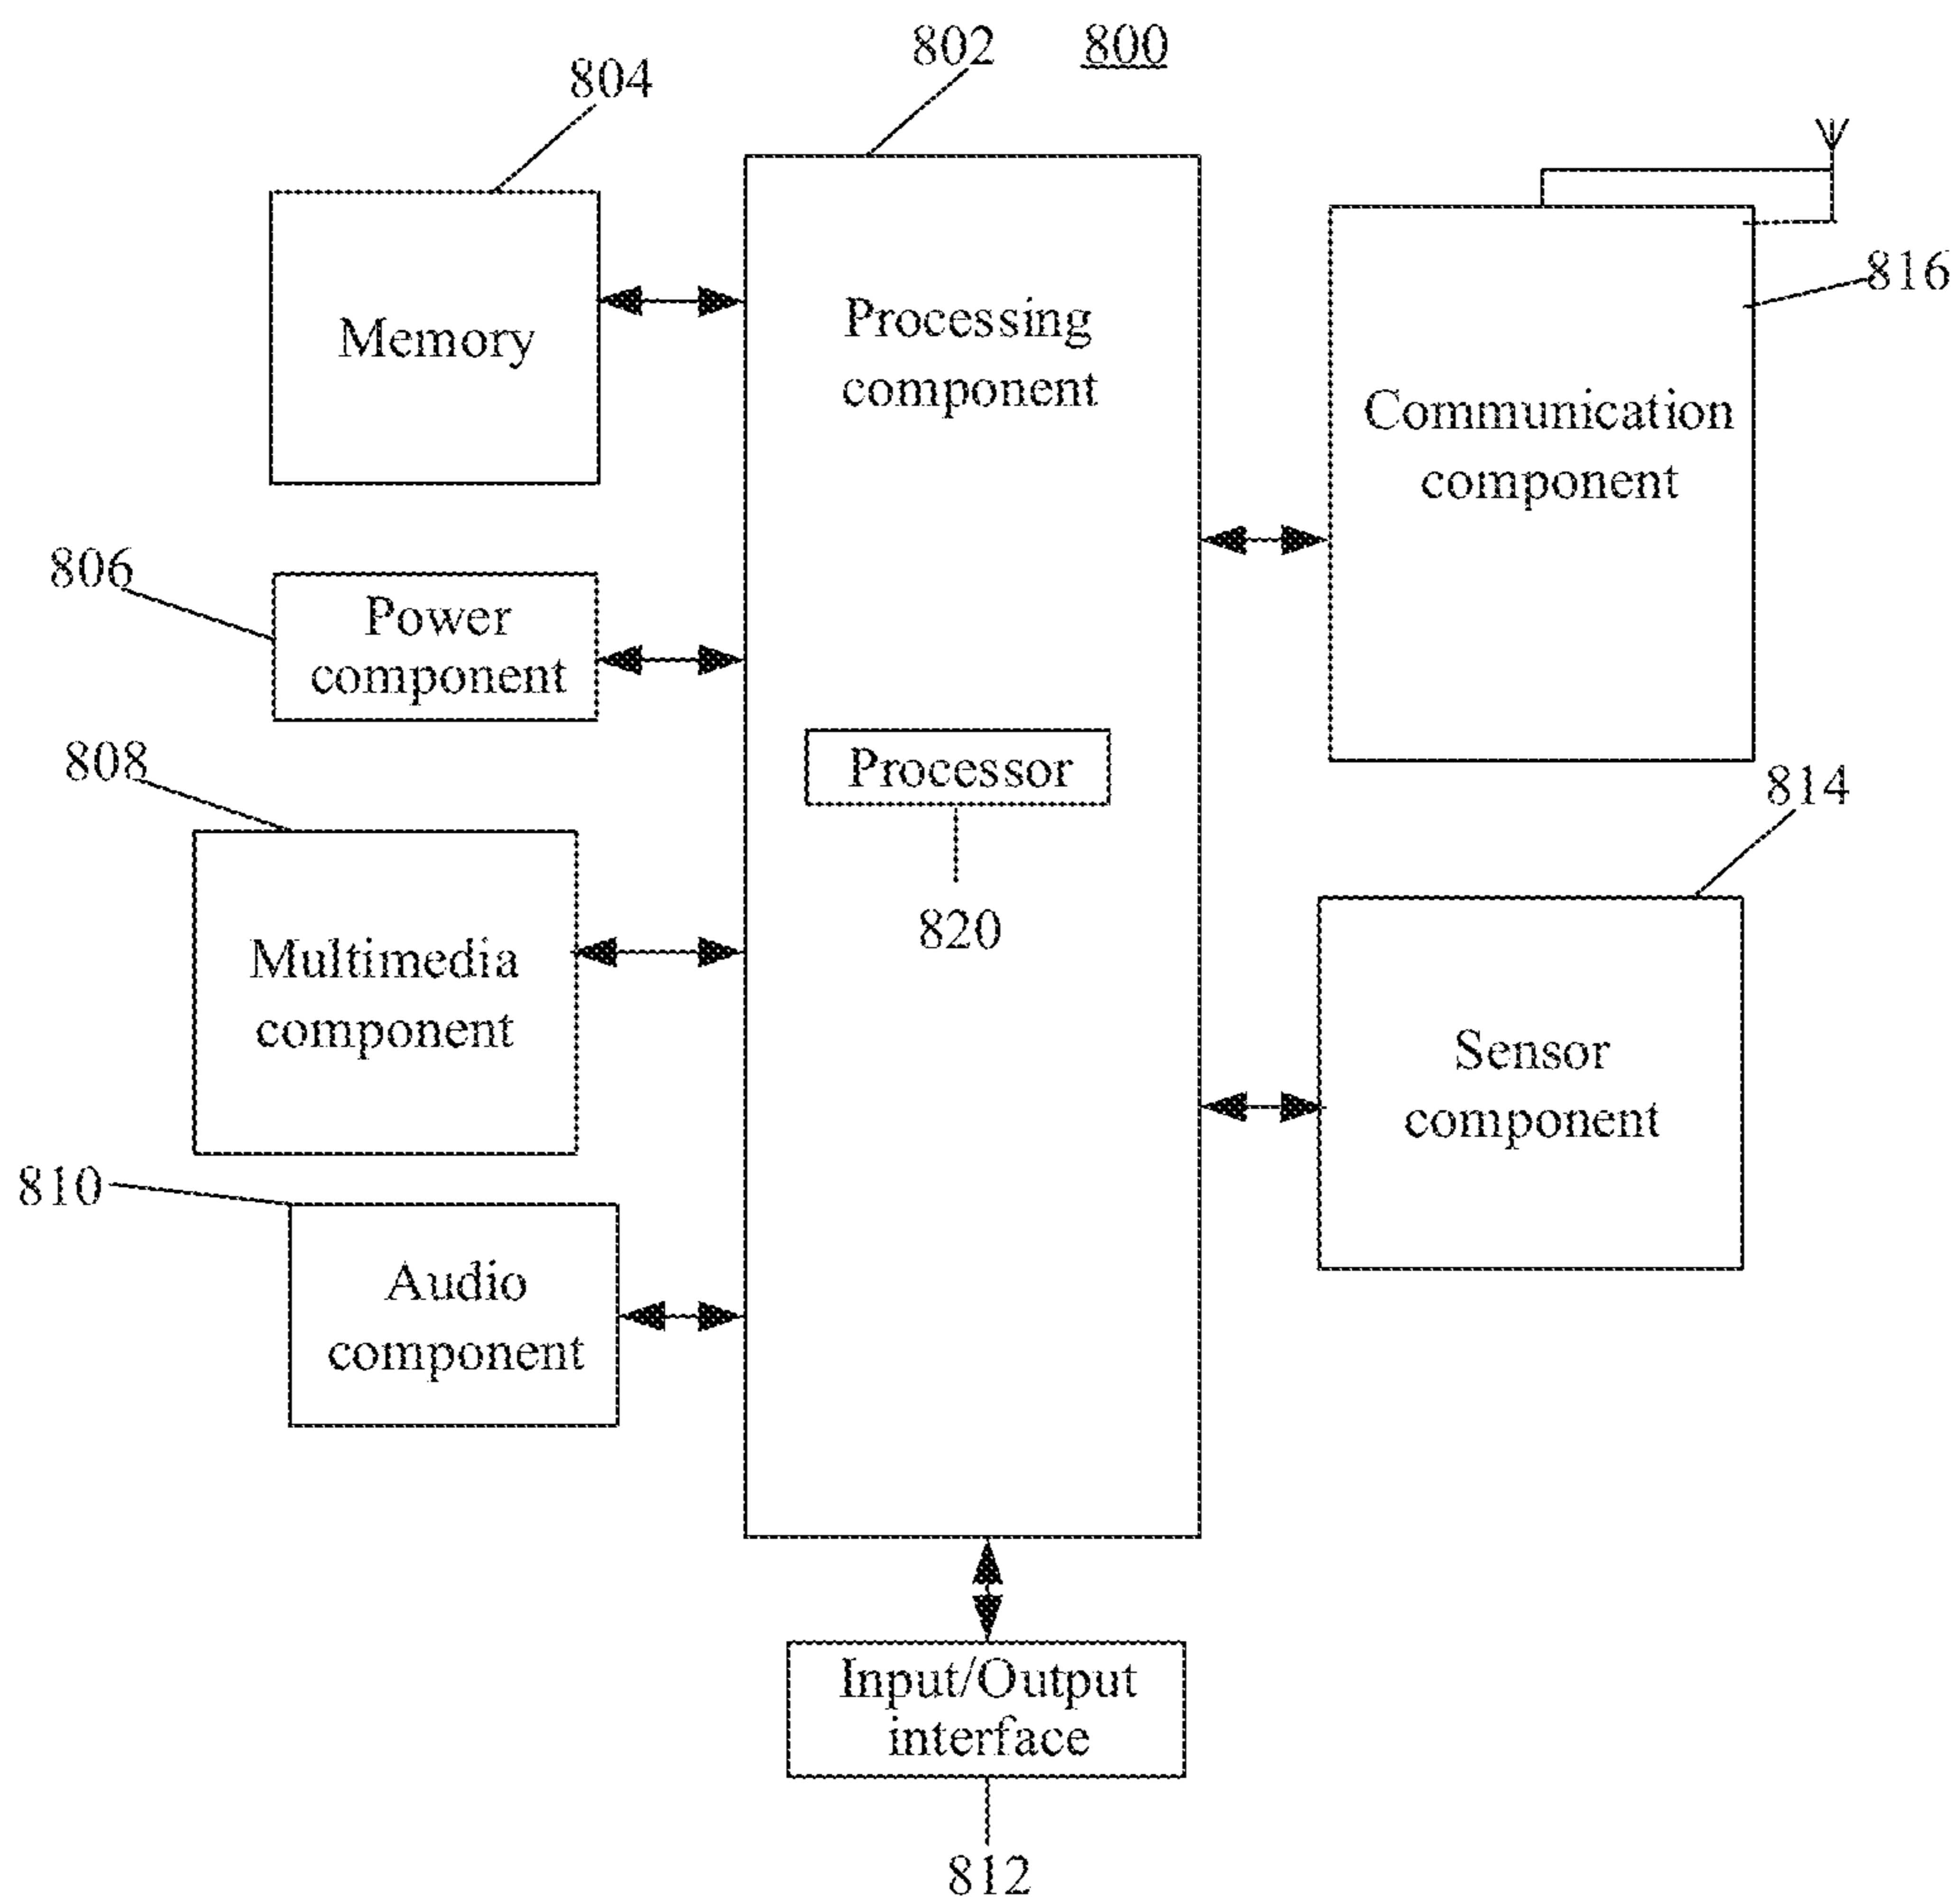 802
800
804
816
Memory
Processing
component
Communication
component
806
Power
component
808
Processor
814
820
Multimedia
component
Sensor
component
810
Audio
component
Input/Output
interface
812